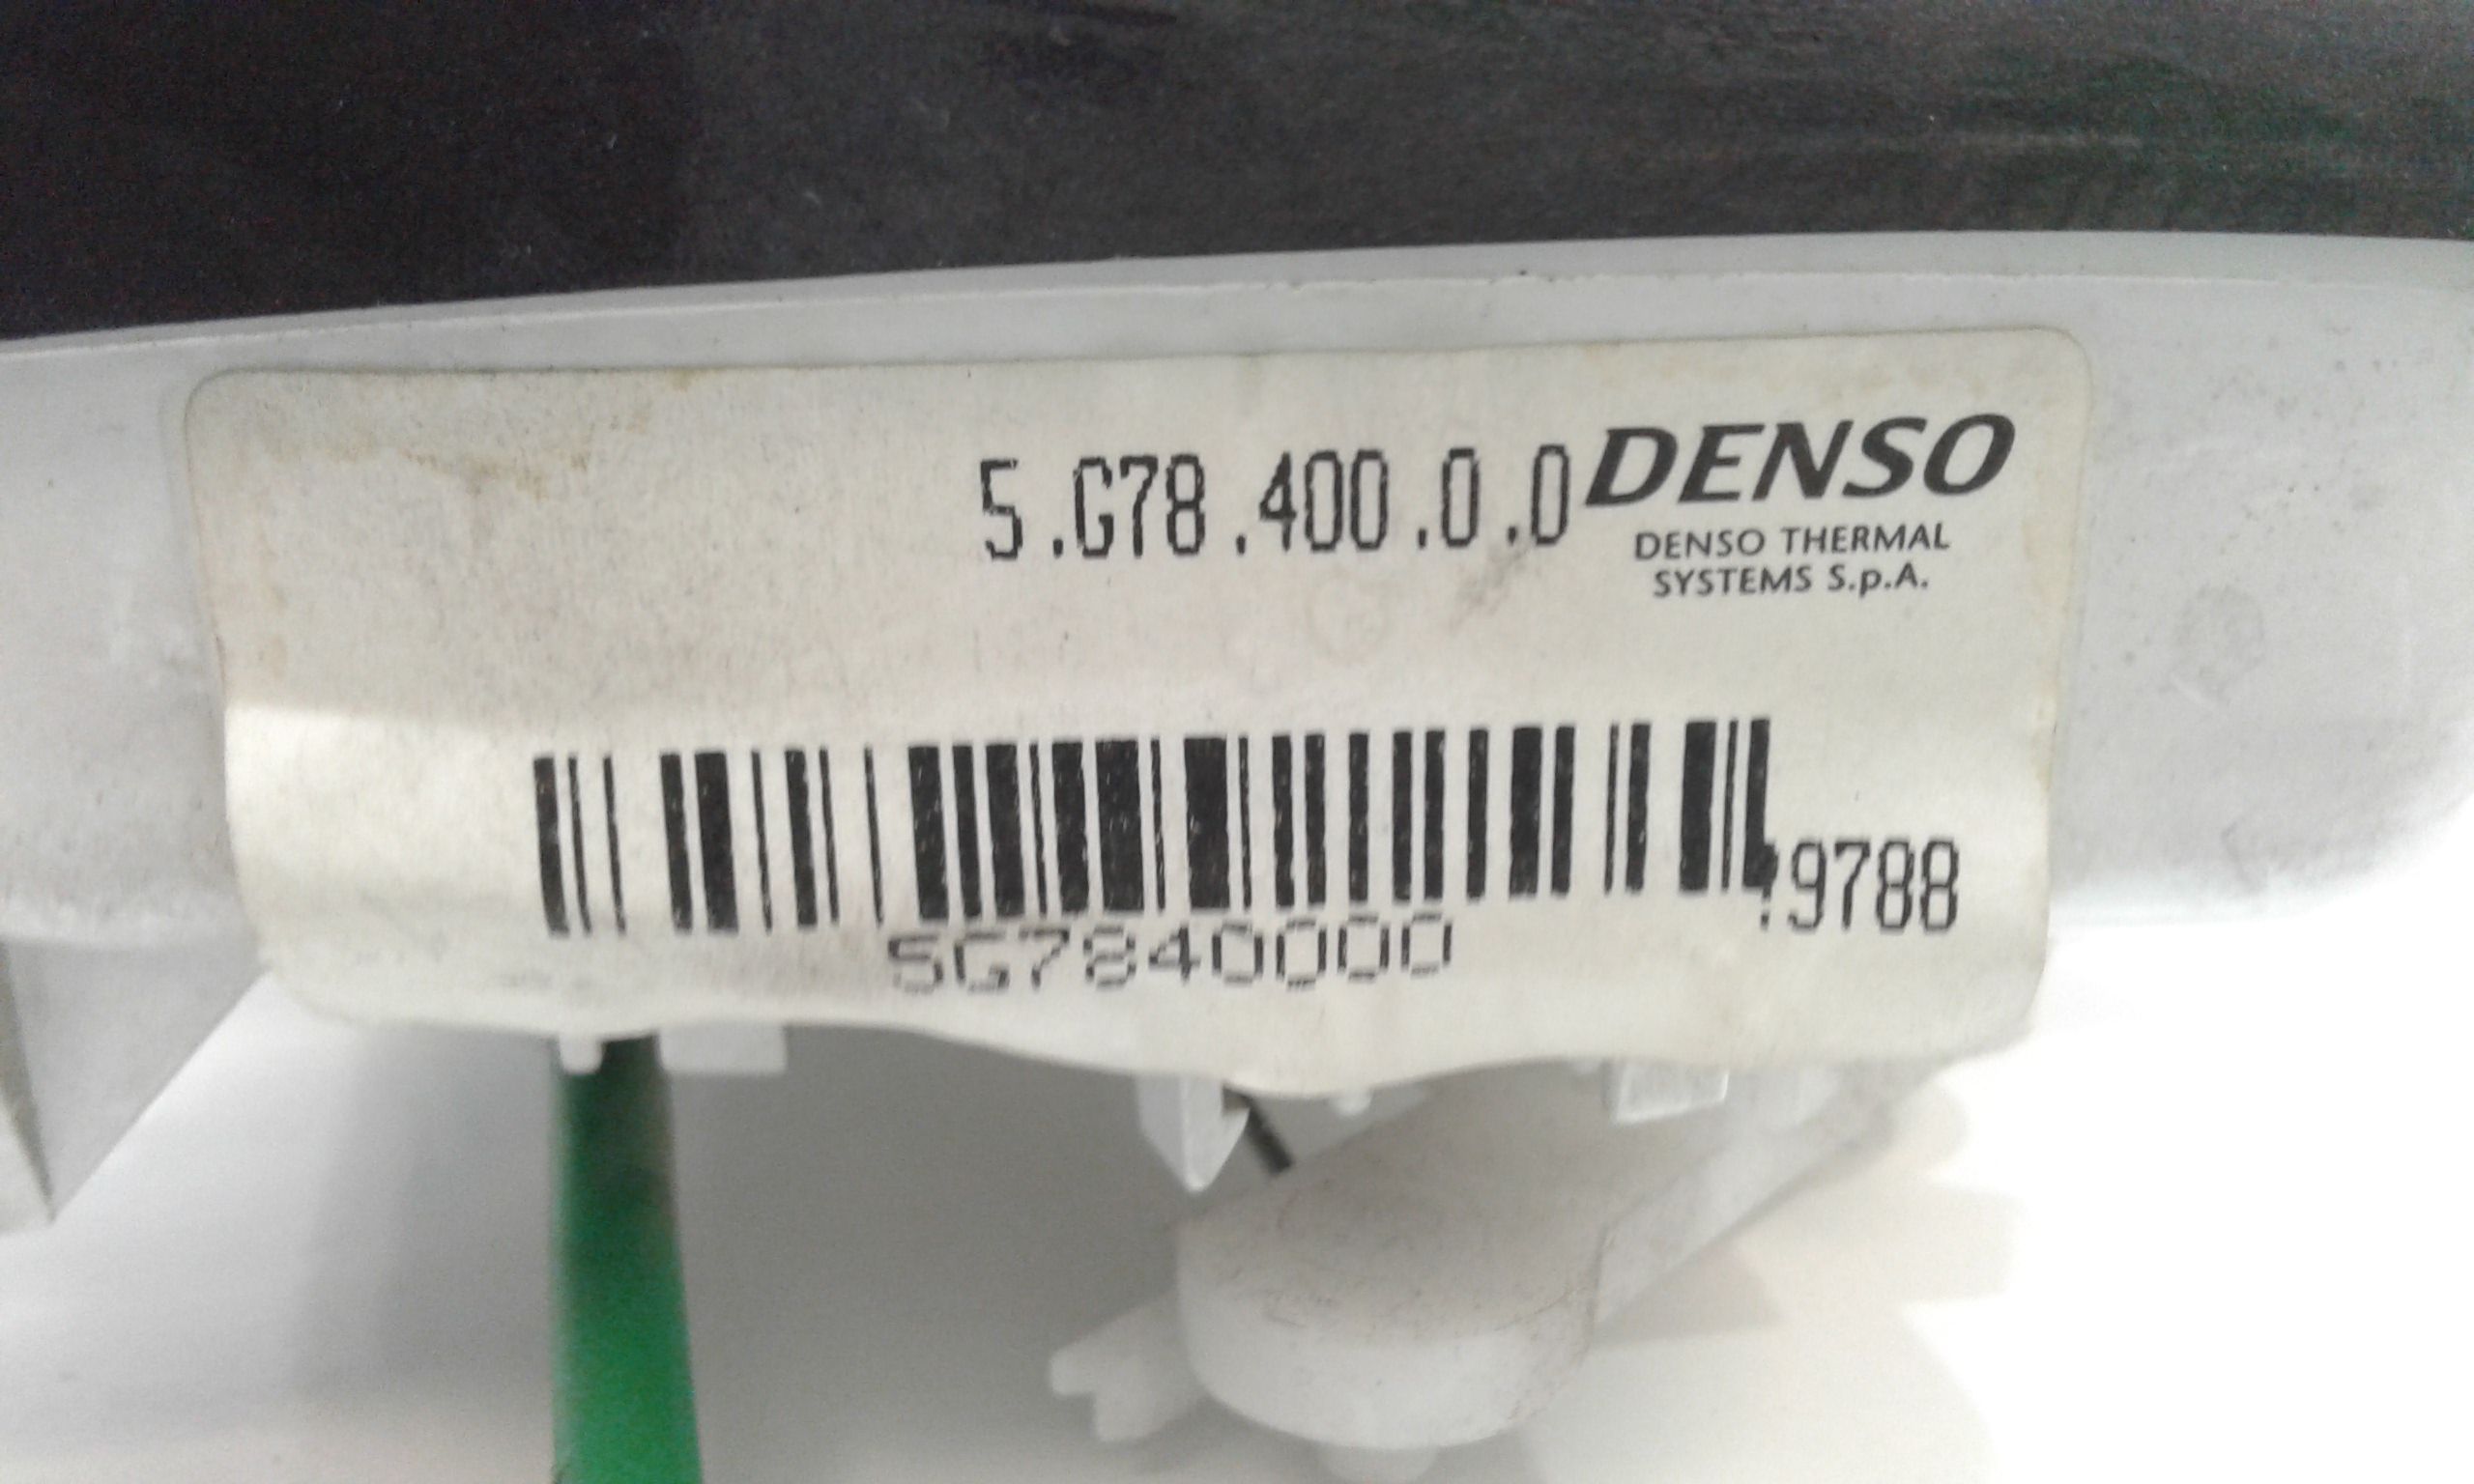 5.G78.400.0.0 DENSO
DENSO THERMAL
SYSTEMS S.p.A.
9788
5G7840000